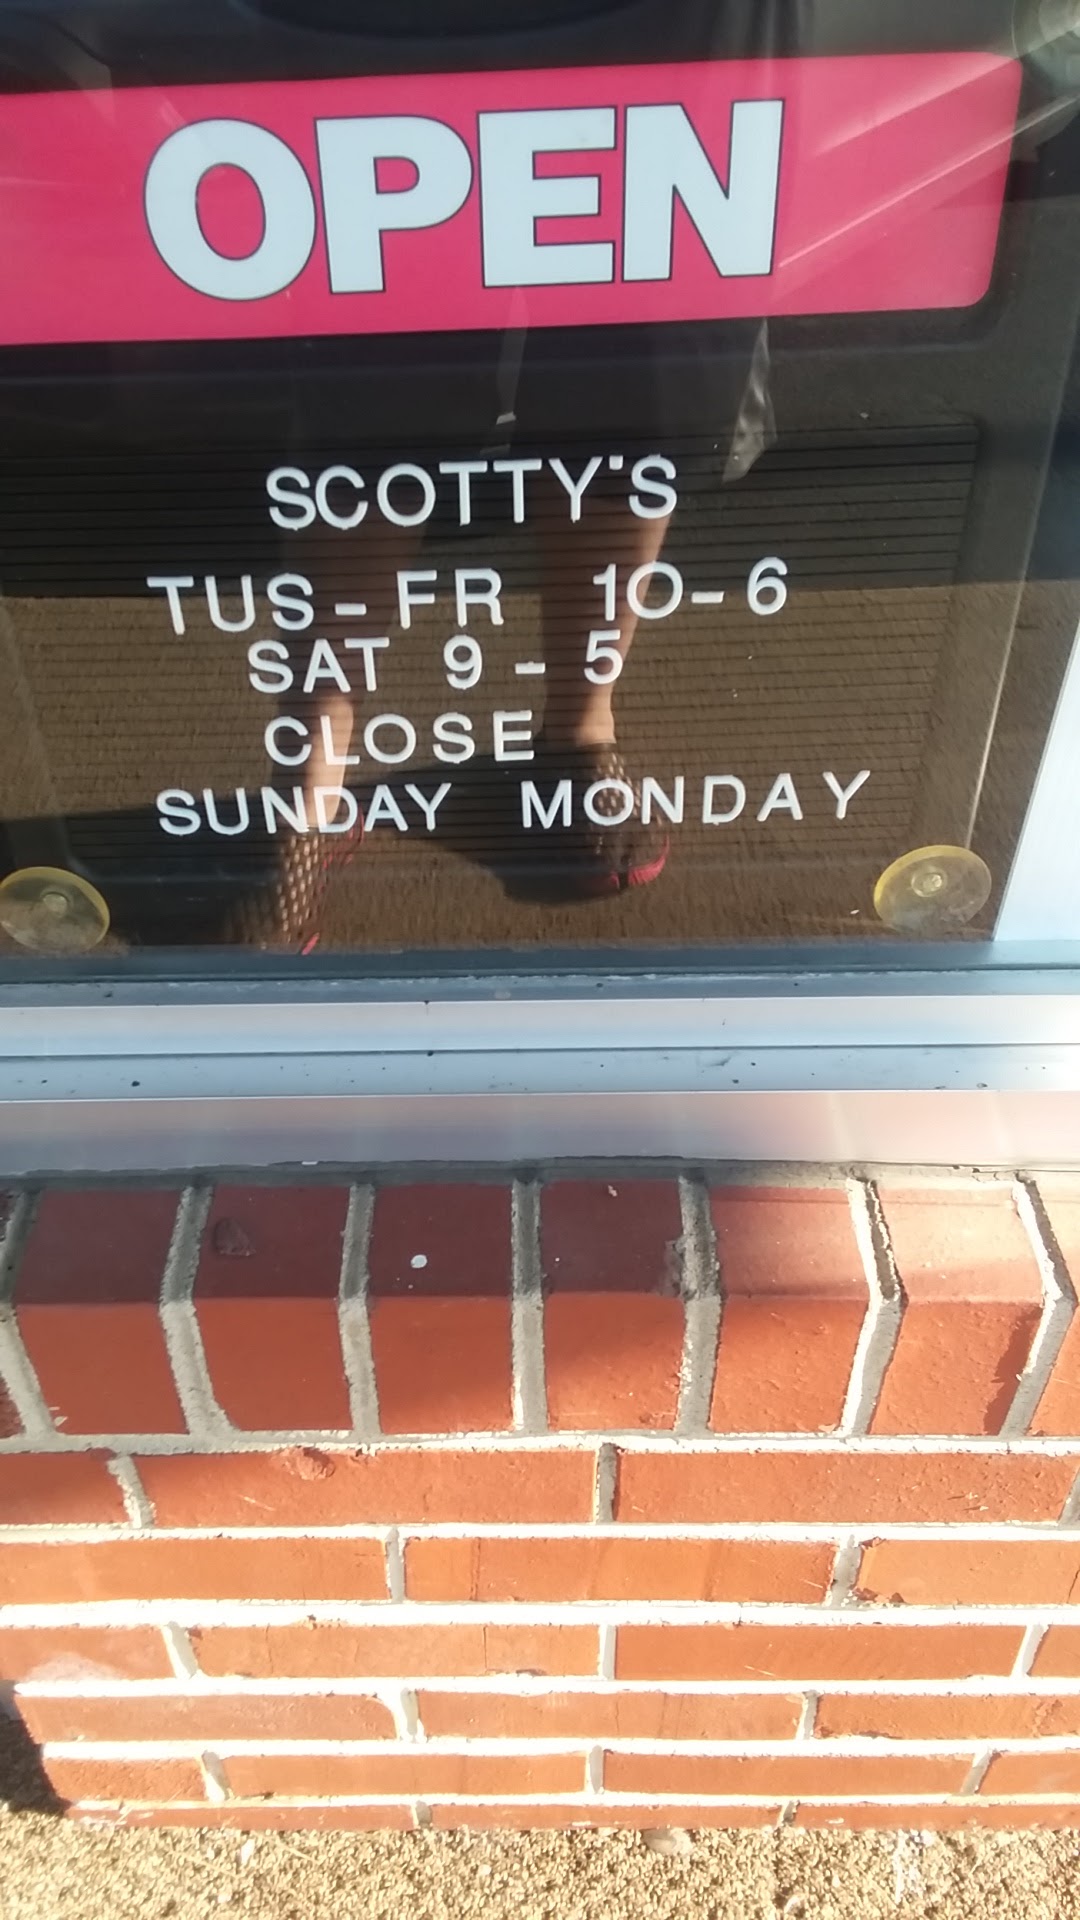 OPEN
SCOTTY'S
TUS-FR 10-6
SAT 9-5
CLOSE
SUNDAY MONDAY